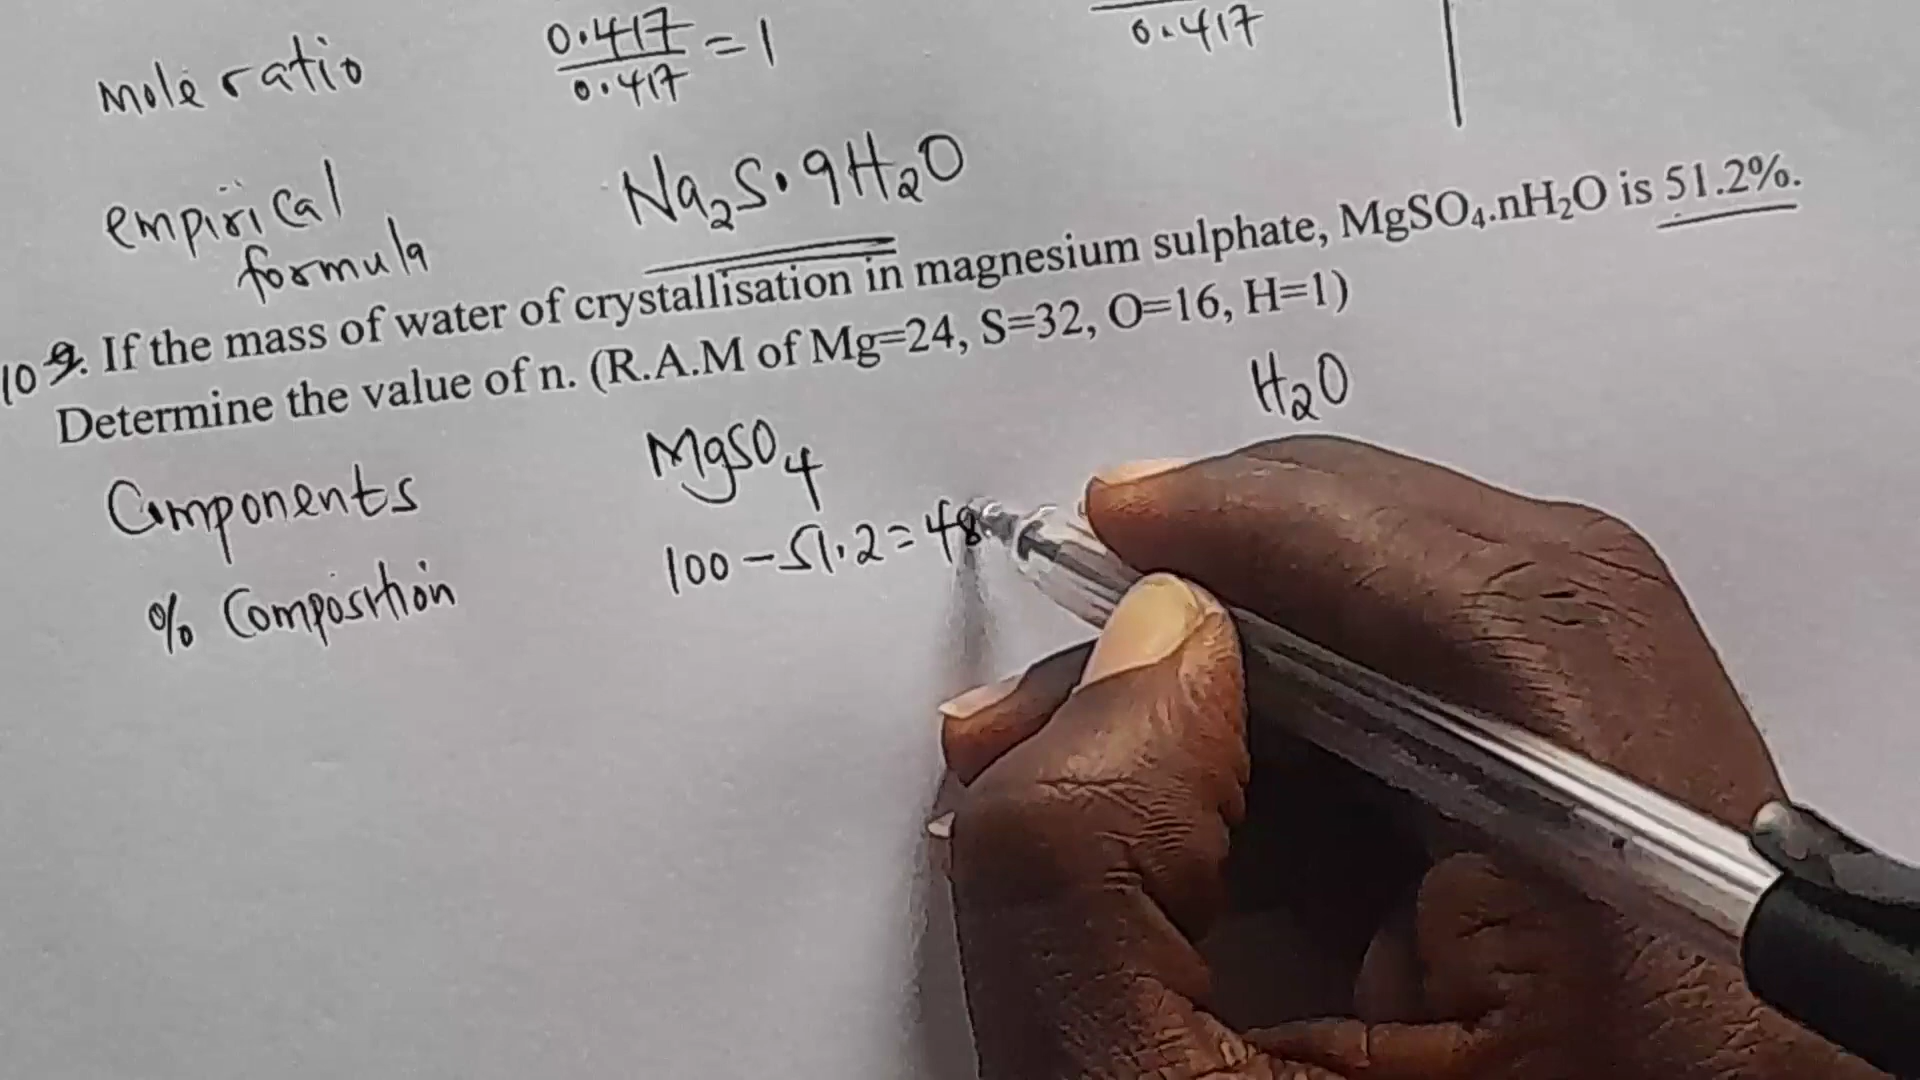 mole ratio 0.417/0.417 = 1 0.417
empirical formula Na₂S.9H₂O
10 9. If the mass of water of crystallisation in magnesium sulphate, MgSO₄.nH₂O is 51.2%.
Determine the value of n. (R.A.M of Mg=24, S=32, O=16, H=1)
Components MgSO₄ H₂O
% Composition 100 - 51.2 = 48